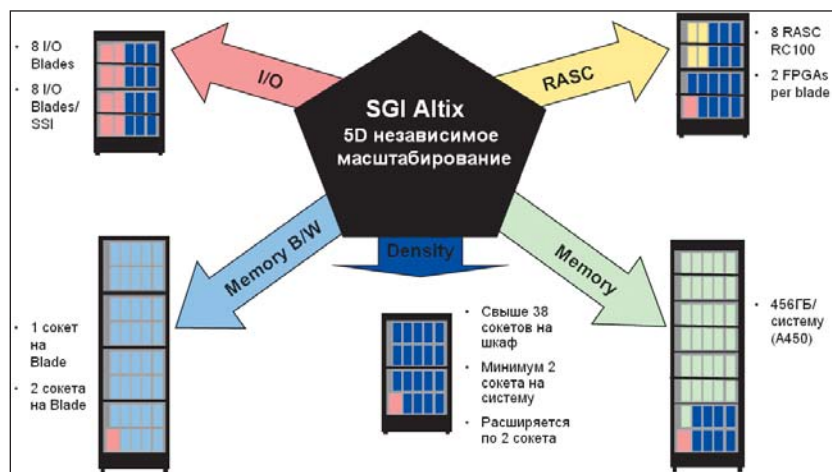 • 8 I/O
Blades
• 8 I/O
Blades/
SSI
I/O
SGI Altix
5D независимое
масштабирование
RASC
• 8 RASC
RC100
• 2 FPGAs
per blade
Memory B/W
Density
Memory
• 1 сокет
на
Blade
• 2 сокета
на Blade
• Свыше 38
сокетов на
шкаф
• Минимум 2
сокета на
систему
• Расширяется
по 2 сокета
• 456ГБ/
систему
(A450)